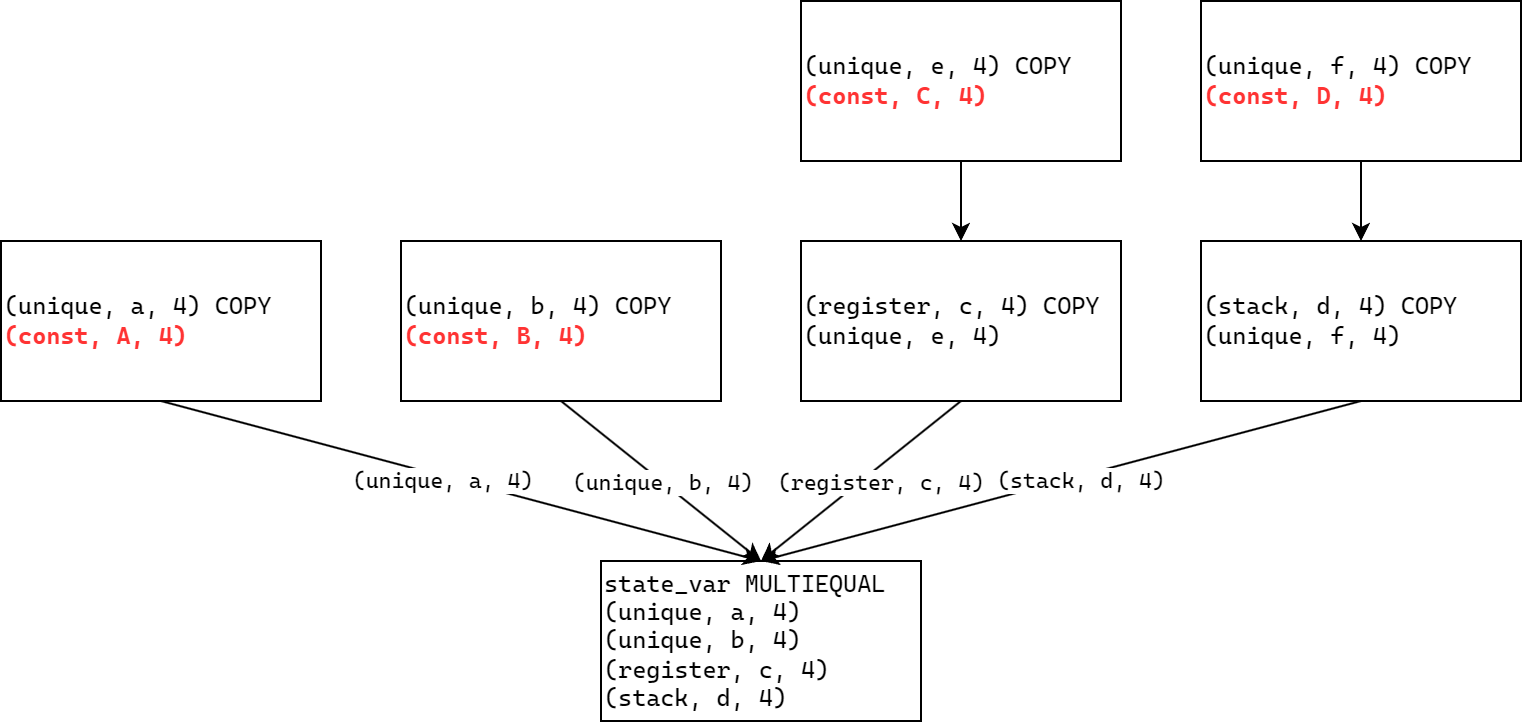 (unique, e, 4) COPY
(const, C, 4)
(unique, f, 4) COPY
(const, D, 4)
(unique, a, 4) COPY
(const, A, 4)
(unique, b, 4) COPY
(const, B, 4)
(register, c, 4) COPY
(unique, e, 4)
(stack, d, 4) COPY
(unique, f, 4)
(unique, a, 4)
(unique, b, 4)
(register, c, 4)
(stack, d, 4)
state_var MULTIEQUAL
(unique, a, 4)
(unique, b, 4)
(register, c, 4)
(stack, d, 4)